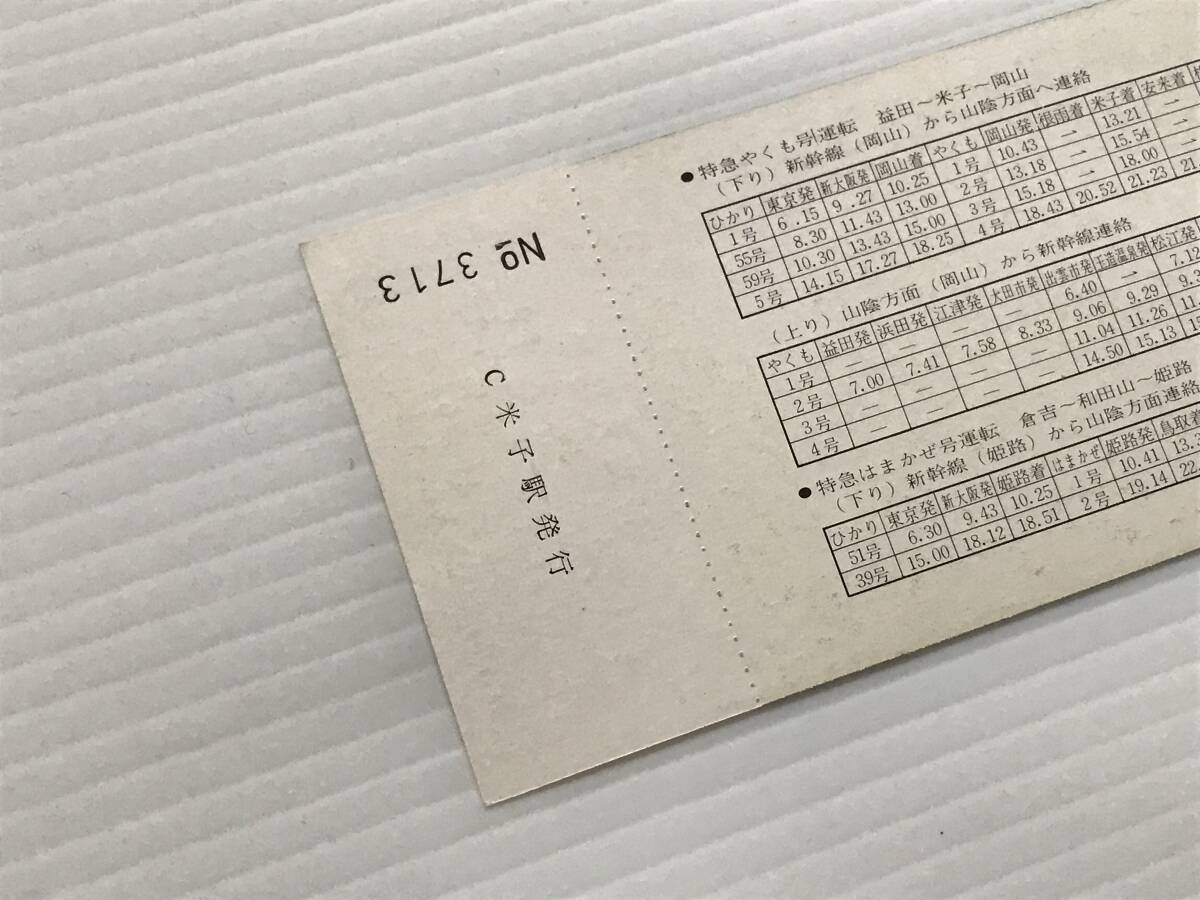 No 3713
C米子駅発行
●特急やくも号運転 益田～米子～岡山
(下り) 新幹線 (岡山) から山陰方面へ連絡
ひかり 東京発 新大阪発 岡山着 やくも 岡山発 根雨着 米子着 安来着
1号 6.15 9.27 10.25 1号 10.43 → 13.21 →
55号 8.30 11.43 13.00 2号 13.18 → 15.54 →
59号 10.30 13.43 15.00 3号 15.18 → 18.00 →
5号 14.15 17.27 18.25 4号 18.43 20.52 21.23 21.
(上り) 山陰方面 (岡山) から新幹線連絡
やくも 益田発 浜田発 江津発 大田市発 出雲市発 玉造温泉発 松江発
1号 — — — — 6.40 → 7.12
2号 7.00 7.41 7.58 8.33 9.06 9.29 9.3
3号 — — — — 11.04 11.26 11
4号 — — — — 14.50 15.13 15
●特急はまかぜ号運転 倉吉～和田山～姫路
(下り) 新幹線 (姫路) から山陰方面連絡
ひかり 東京発 新大阪発 姫路着 はまかぜ 姫路発 鳥取着
51号 6.30 9.43 10.25 1号 10.41 13.
39号 15.00 18.12 18.51 2号 19.14 22.